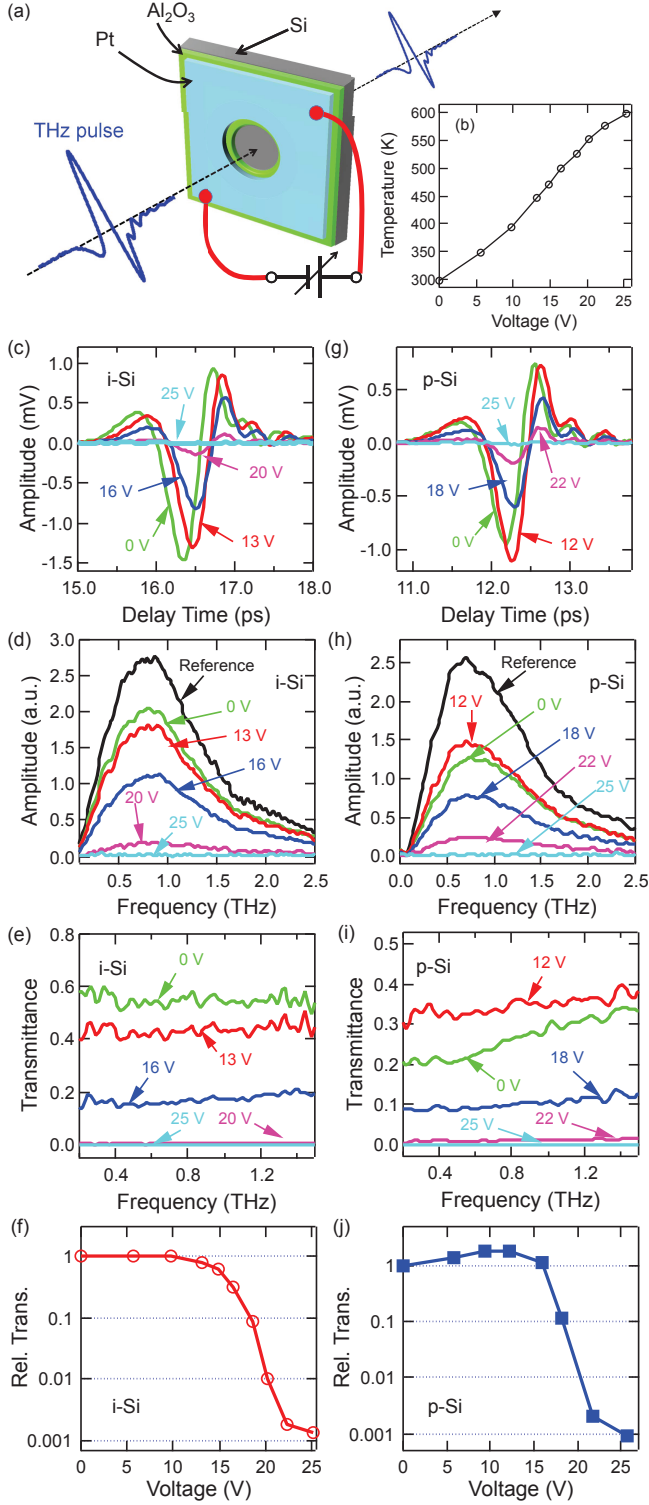 (a)
Al2O3
Si
Pt
THz pulse
(b)
600
550
500
450
400
350
300
Temperature (K)
0 5 10 15 20 25
Voltage (V)
(c)
i-Si
1.0
0.5
0.0
-0.5
-1.0
-1.5
Amplitude (mV)
25 V
20 V
16 V
0 V
13 V
15.0 16.0 17.0 18.0
Delay Time (ps)
(g)
p-Si
0.5
0.0
-0.5
-1.0
Amplitude (mV)
25 V
22 V
18 V
0 V
12 V
11.0 12.0 13.0
Delay Time (ps)
(d)
3.0
2.5
2.0
1.5
1.0
0.5
0.0
Amplitude (a.u.)
Reference
i-Si
0 V
13 V
16 V
20 V
25 V
0.5 1.0 1.5 2.0 2.5
Frequency (THz)
(h)
2.5
2.0
1.5
1.0
0.5
0.0
Amplitude (a.u.)
Reference
p-Si
12 V
0 V
18 V
22 V
25 V
0.0 0.5 1.0 1.5 2.0 2.5
Frequency (THz)
(e)
0.8
0.6
0.4
0.2
0.0
Transmittance
i-Si
0 V
13 V
16 V
25 V
20 V
0.4 0.8 1.2
Frequency (THz)
(i)
0.5
0.4
0.3
0.2
0.1
0.0
Transmittance
p-Si
12 V
0 V
18 V
25 V
22 V
0.4 0.8 1.2
Frequency (THz)
(f)
1
0.1
0.01
0.001
Rel. Trans.
i-Si
0 5 10 15 20 25
Voltage (V)
(j)
1
0.1
0.01
0.001
Rel. Trans.
p-Si
0 5 10 15 20 25
Voltage (V)